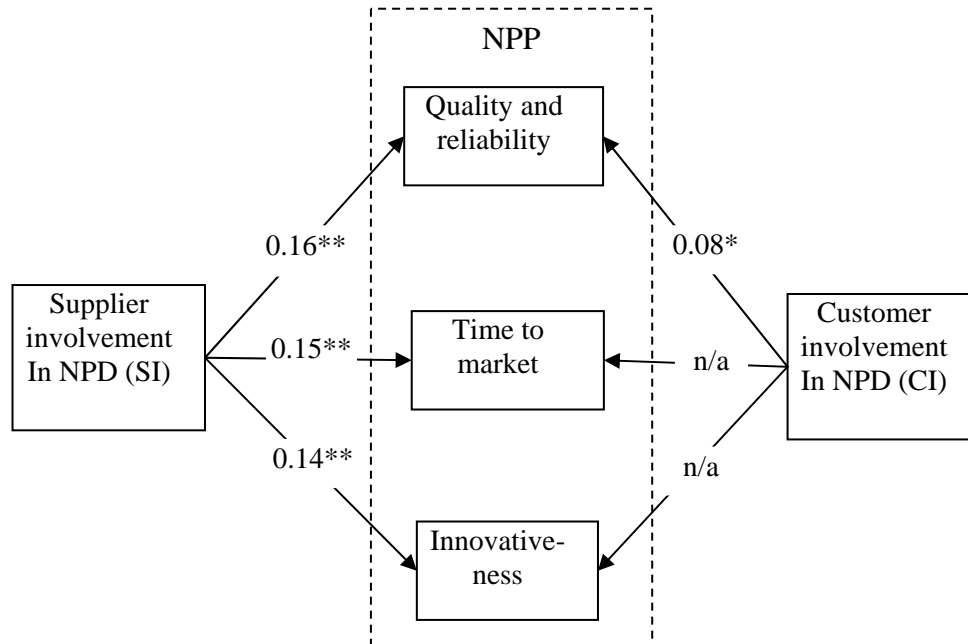 NPP
Quality and
reliability
0.16**
0.08*
Supplier
involvement
In NPD (SI)
Time to
market
Customer
involvement
In NPD (CI)
0.15**
n/a
0.14**
n/a
Innovative-
ness